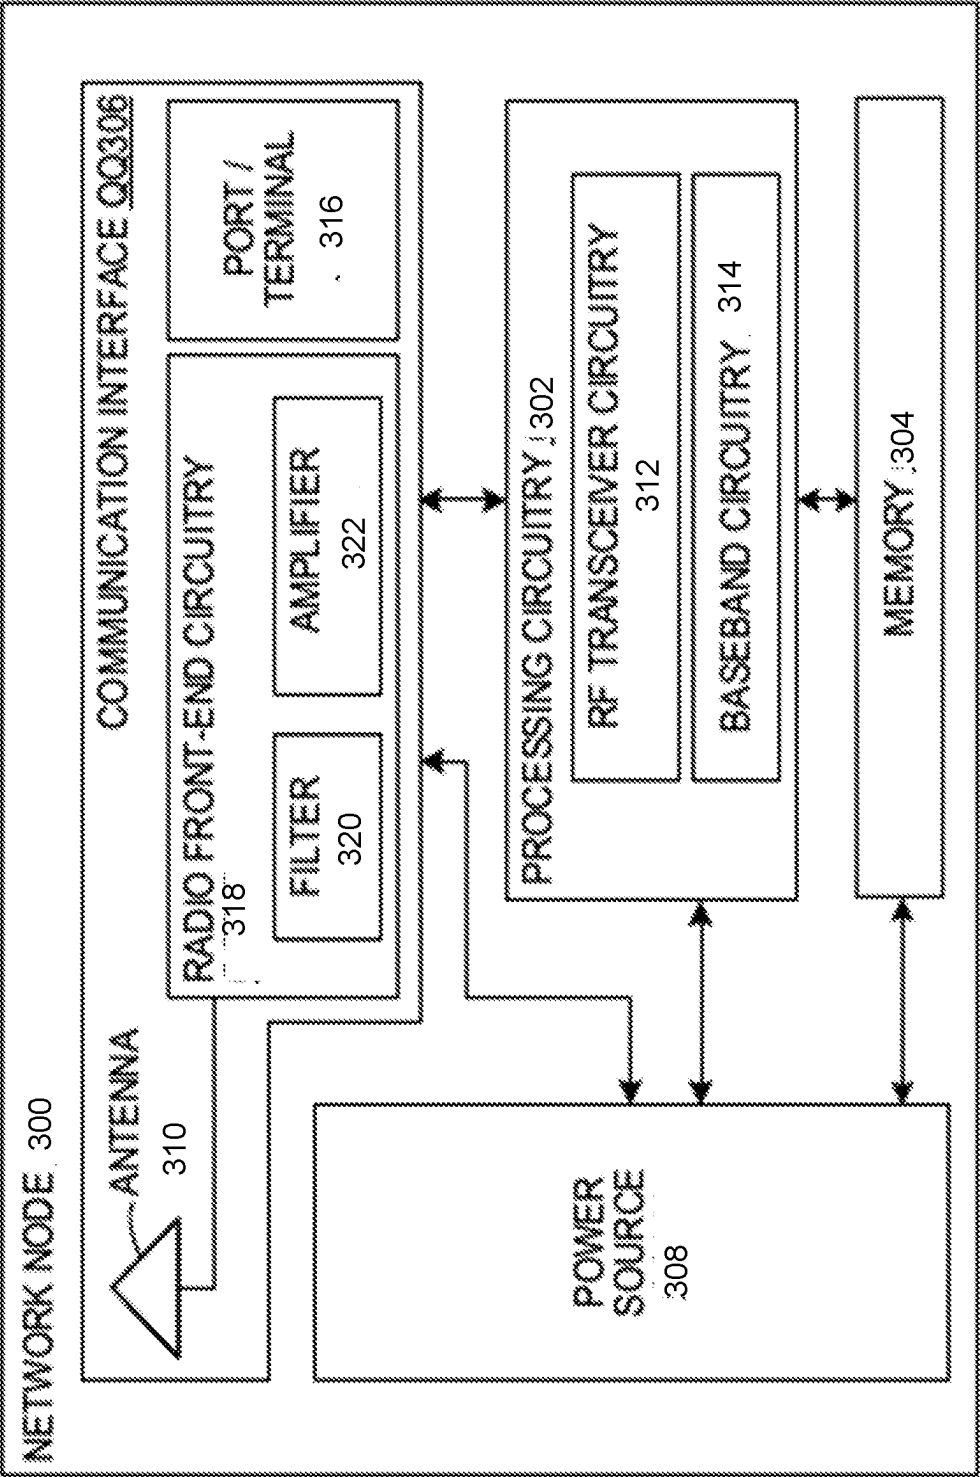 NETWORK NODE 300
COMMUNICATION INTERFACE QQ306
ANTENNA
310
RADIO FRONT-END CIRCUITRY
318
FILTER
320
AMPLIFIER
322
PORT /
TERMINAL
316
POWER
SOURCE
308
PROCESSING CIRCUITRY 302
RF TRANSCEIVER CIRCUITRY
312
BASEBAND CIRCUITRY 314
MEMORY 304